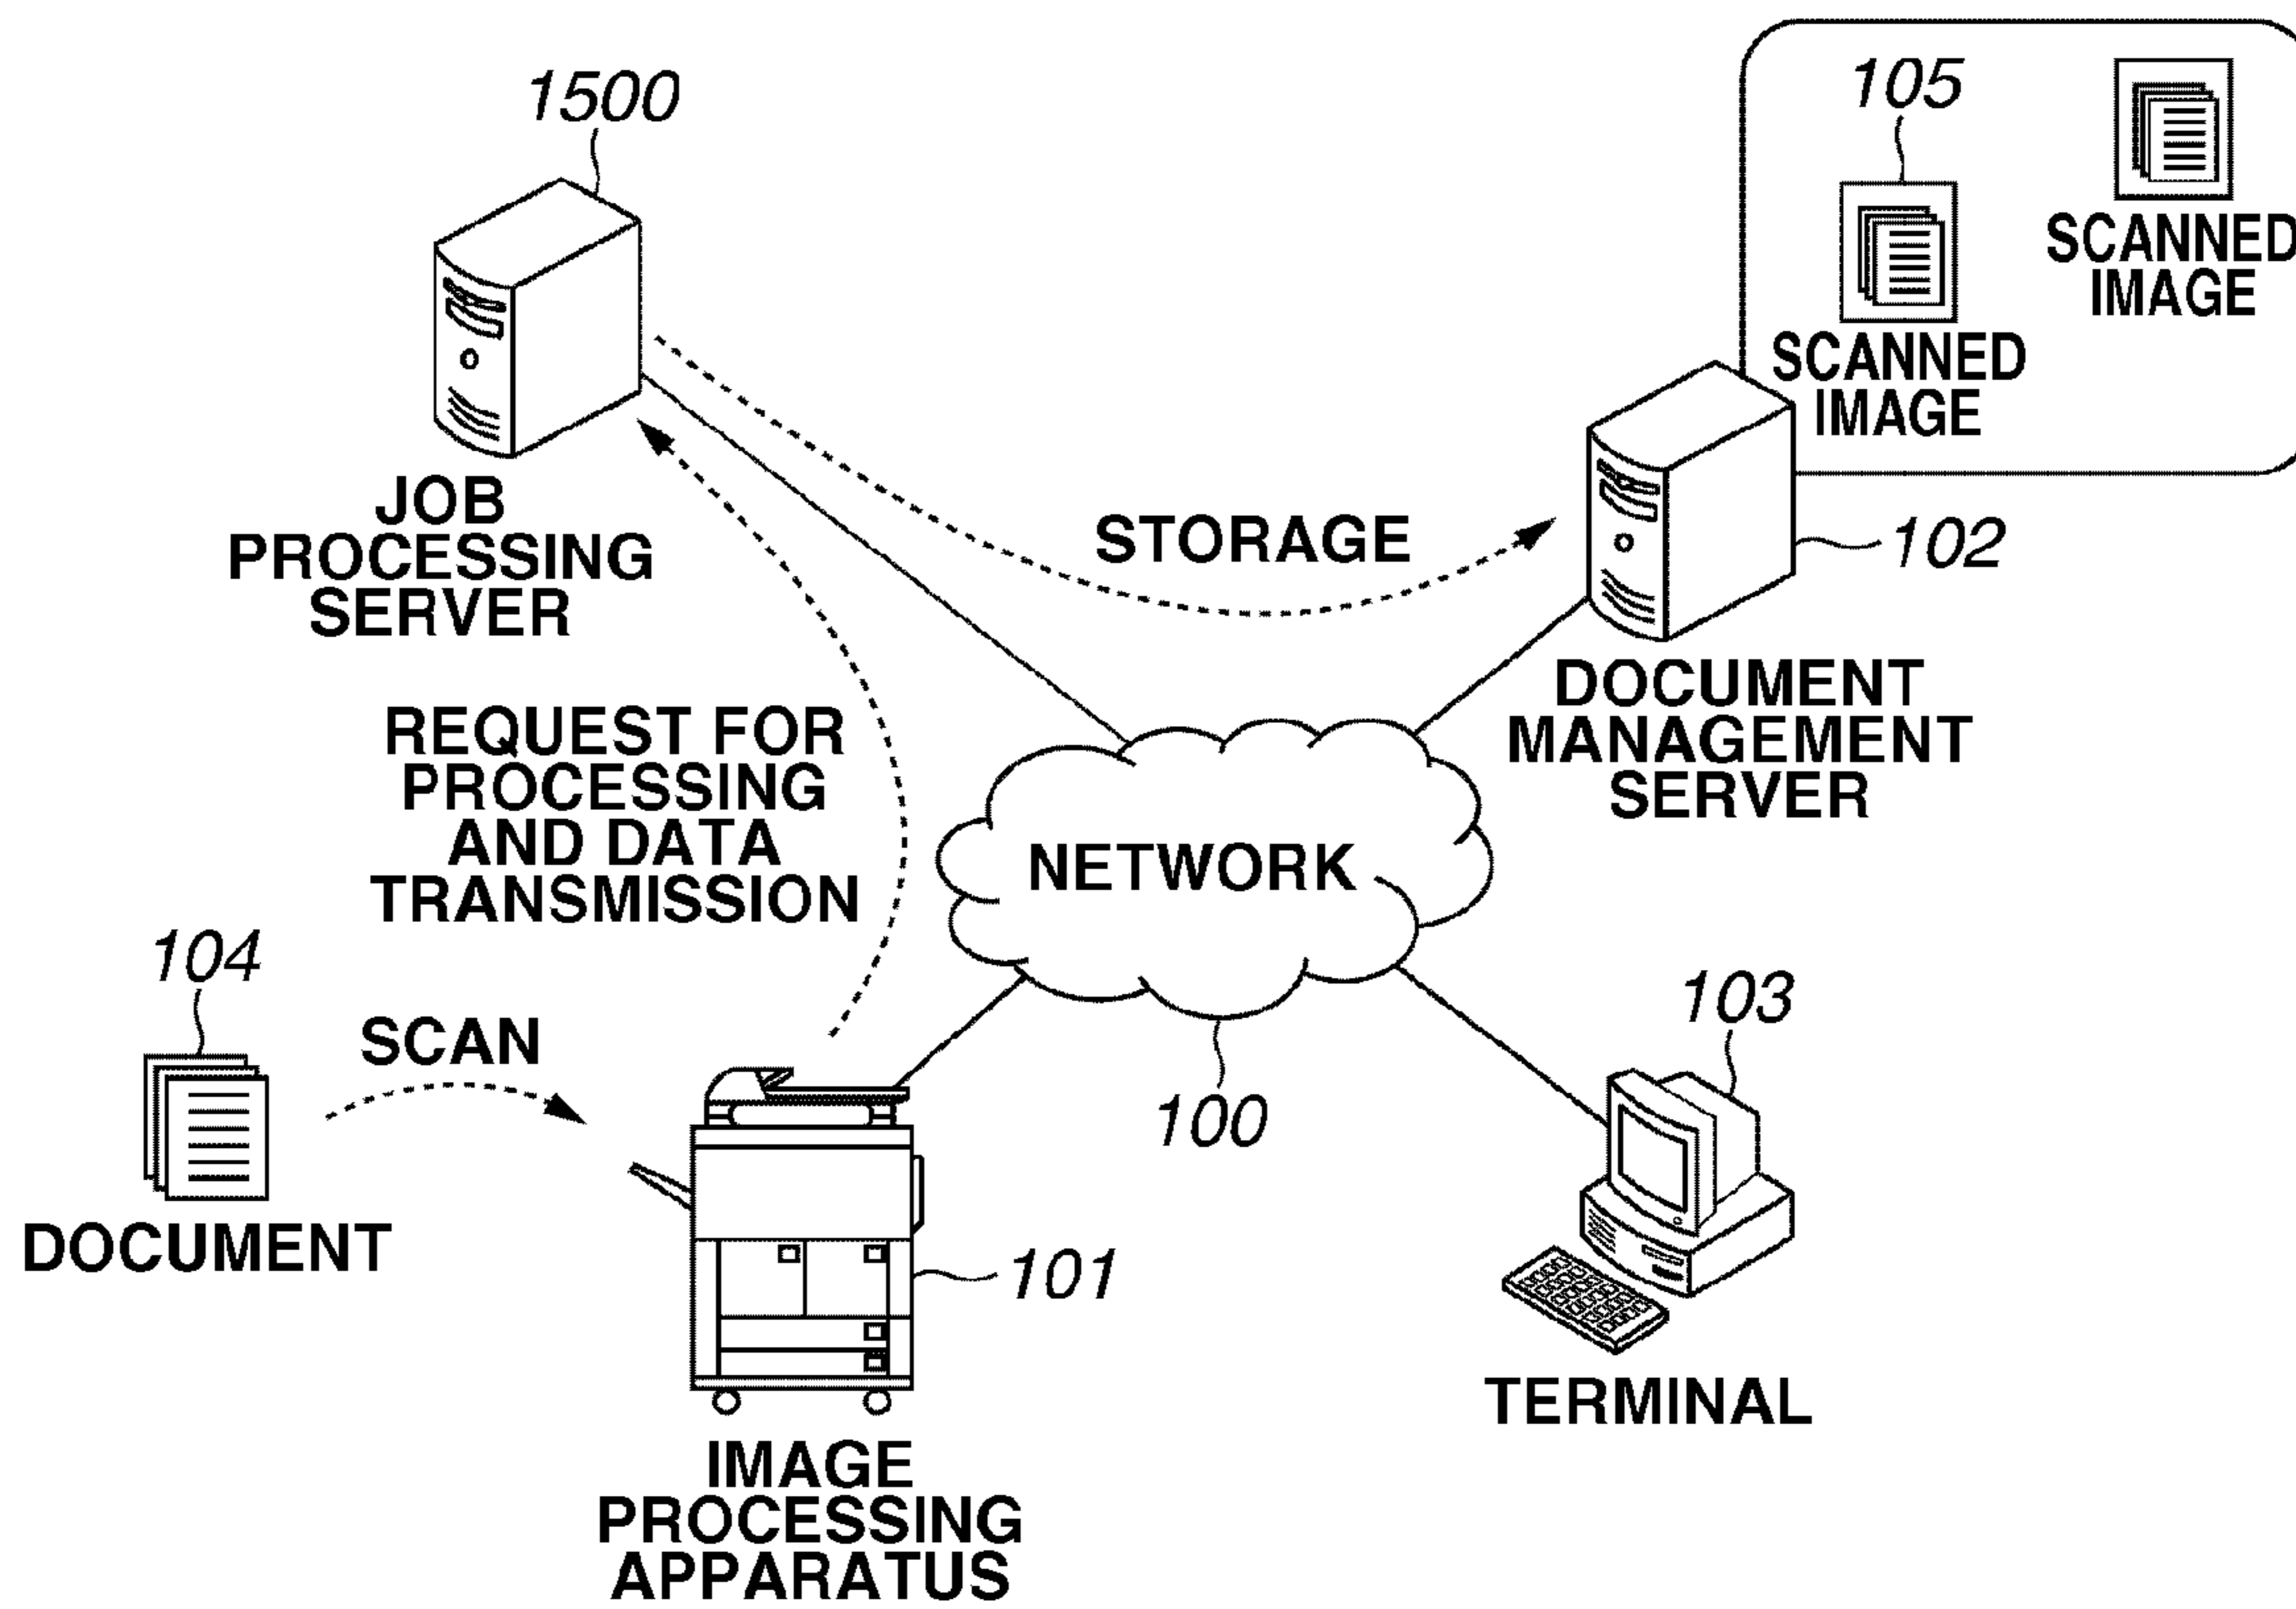 1500
105
SCANNED
IMAGE
SCANNED
IMAGE
JOB
PROCESSING
SERVER
STORAGE
102
DOCUMENT
MANAGEMENT
SERVER
REQUEST FOR
PROCESSING
AND DATA
TRANSMISSION
NETWORK
104
SCAN
DOCUMENT
100
103
101
TERMINAL
IMAGE
PROCESSING
APPARATUS